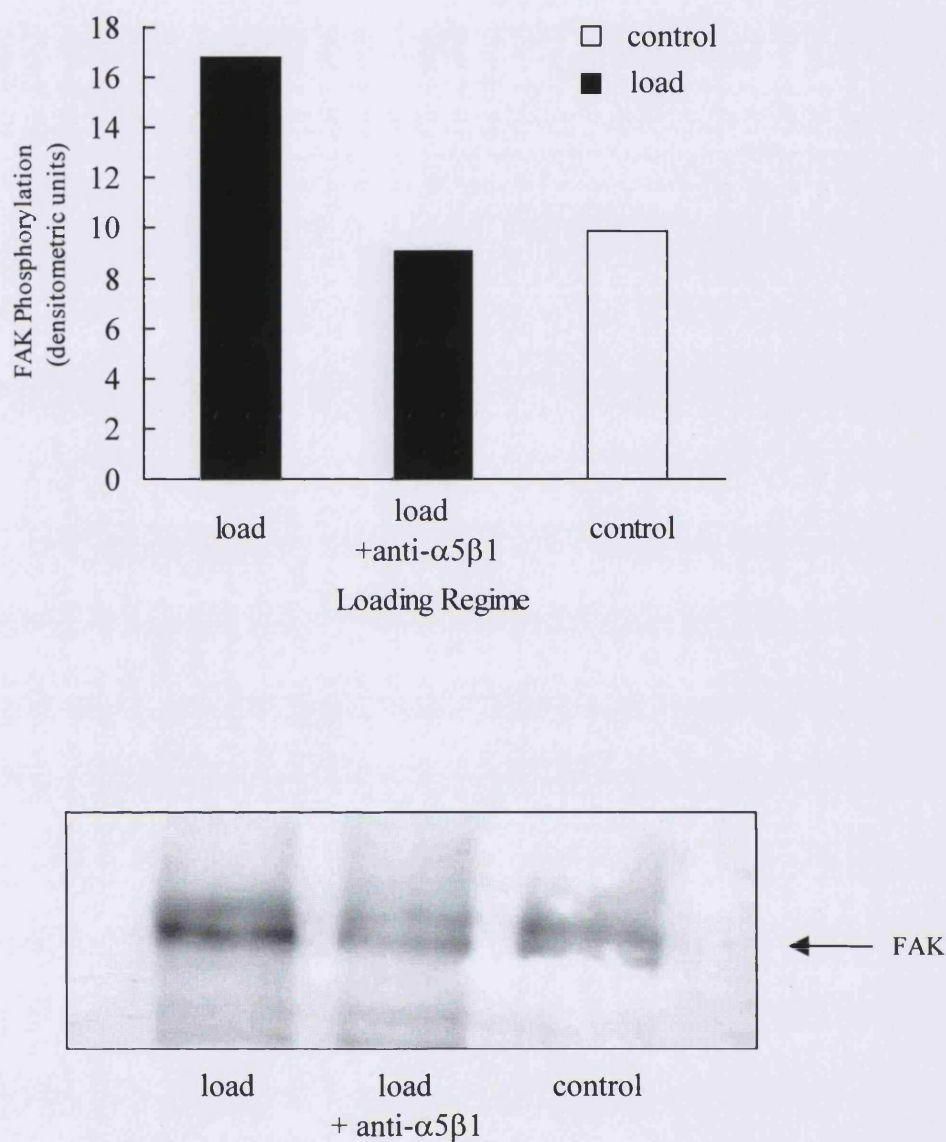 18
16
14
12
10
8
6
4
2
0
FAK Phosphorylation
(densitometric units)
control
load
load
load
+anti-α5β1
control
Loading Regime
FAK
load
load
+ anti-α5β1
control